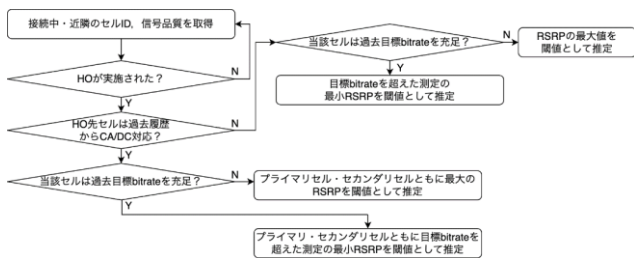 接続中・近隣のセルID，信号品質を取得
HOが実施された？
N
Y
HO先セルは過去履歴
からCA/DC対応？
N
Y
当該セルは過去目標bitrateを充足？
N
Y
RSRPの最大値を
閾値として推定
目標bitrateを超えた測定の
最小RSRPを閾値として推定
当該セルは過去目標bitrateを充足？
N
Y
プライマリセル・セカンダリセルともに最大の
RSRPを閾値として推定
プライマリ・セカンダリセルともに目標bitrateを
超えた測定の最小RSRPを閾値として推定